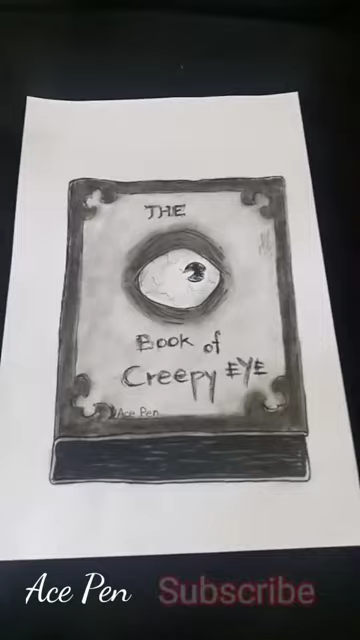 THE
Book of
Creepy EYE
Ace Pen
Ace Pen Subscribe